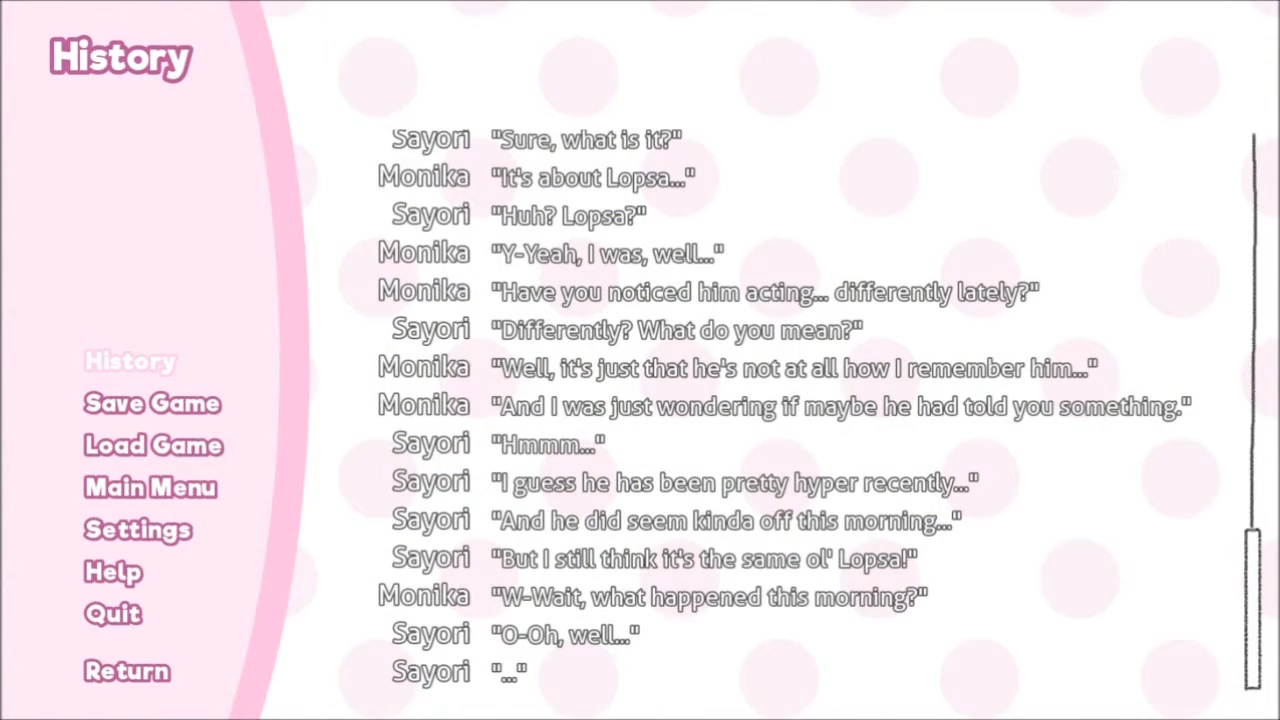 History
Sayori "Sure, what is it?"
Monika "It's about Lopsa..."
Sayori "Huh? Lopsa?"
Monika "Y-Yeah, I was, well..."
Monika "Have you noticed him acting... differently lately?"
Sayori "Differently? What do you mean?"
Monika "Well, it's just that he's not at all how I remember him..."
Monika "And I was just wondering if maybe he had told you something."
Sayori "Hmmm..."
Sayori "I guess he has been pretty hyper recently..."
Sayori "And he did seem kinda off this morning..."
Sayori "But I still think it's the same ol' Lopsa!"
Monika "W-Wait, what happened this morning?"
Sayori "O-Oh, well..."
Sayori "..."
History
Save Game
Load Game
Main Menu
Settings
Help
Quit
Return